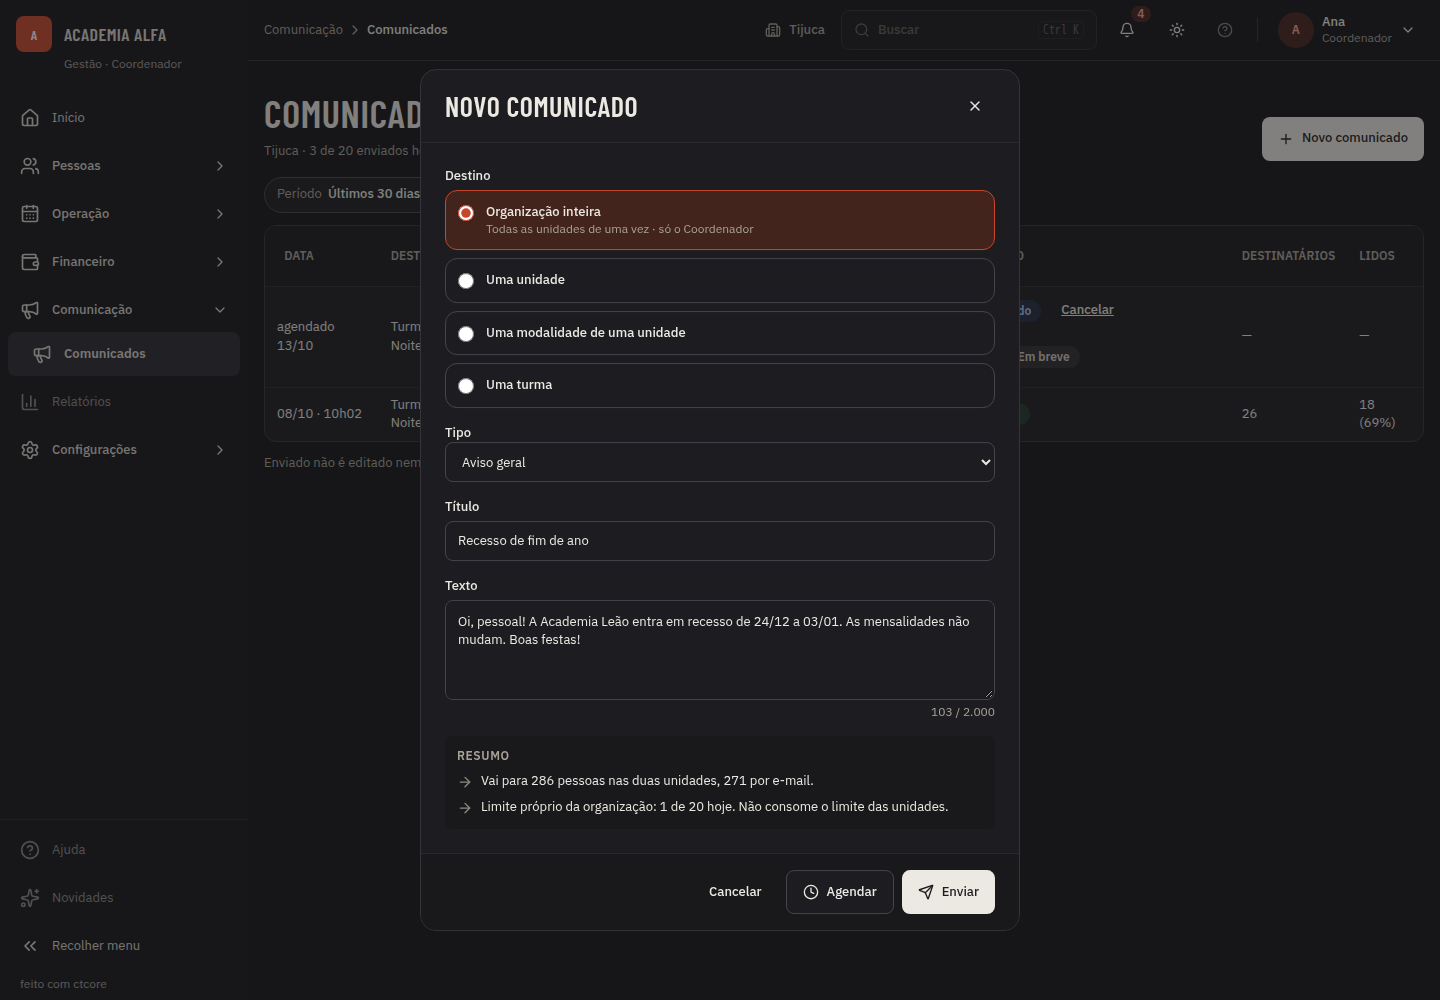 A
ACADEMIA ALFA
Gestão · Coordenador
Início
Pessoas
Operação
Financeiro
Comunicação
Comunicados
Relatórios
Configurações
Ajuda
Novidades
Recolher menu
feito com ctcore
Comunicação
Comunicados
Tijuca
Buscar
Ctrl K
4
A
Ana
Coordenador
COMUNICAD
Tijuca · 3 de 20 enviados h
Novo comunicado
Período Últimos 30 dias
DATA
DEST
DESTINATÁRIOS
LIDOS
agendado
13/10
Turm
Noite
do
Cancelar
Em breve
—
—
08/10 · 10h02
Turm
Noite
26
18
(69%)
Enviado não é editado nem
NOVO COMUNICADO
Destino
Organização inteira
Todas as unidades de uma vez · só o Coordenador
Uma unidade
Uma modalidade de uma unidade
Uma turma
Tipo
Aviso geral
Título
Recesso de fim de ano
Texto
Oi, pessoal! A Academia Leão entra em recesso de 24/12 a 03/01. As mensalidades não
mudam. Boas festas!
103 / 2.000
RESUMO
Vai para 286 pessoas nas duas unidades, 271 por e-mail.
Limite próprio da organização: 1 de 20 hoje. Não consome o limite das unidades.
Cancelar
Agendar
Enviar